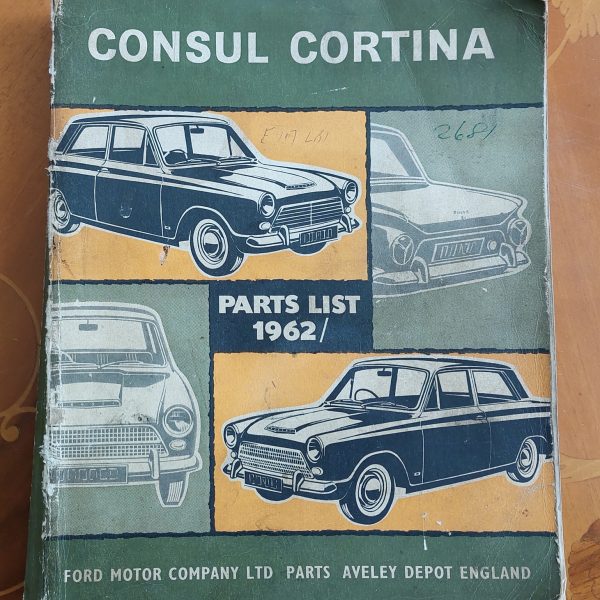 CONSUL CORTINA
2681
PARTS LIST
1962/
FORD MOTOR COMPANY LTD PARTS AVELEY DEPOT ENGLAND